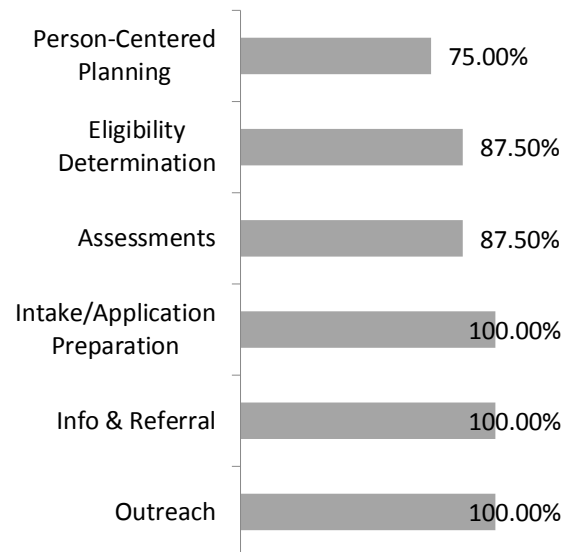 Person-Centered
Planning
75.00%
Eligibility
Determination
87.50%
Assessments
87.50%
Intake/Application
Preparation
100.00%
Info & Referral
100.00%
Outreach
100.00%